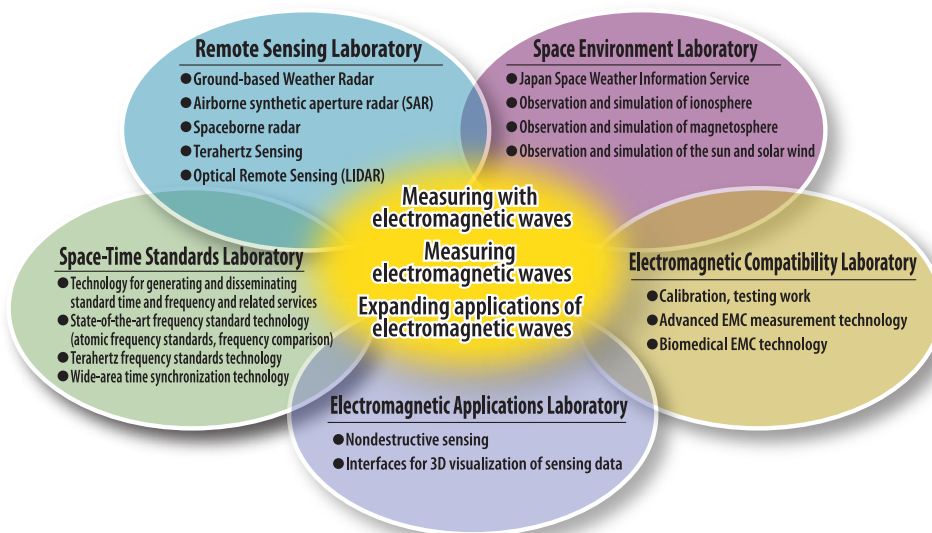 Remote Sensing Laboratory
●Ground-based Weather Radar
●Airborne synthetic aperture radar (SAR)
●Spaceborne radar
●Terahertz Sensing
●Optical Remote Sensing (LIDAR)
Space Environment Laboratory
●Japan Space Weather Information Service
●Observation and simulation of ionosphere
●Observation and simulation of magnetosphere
●Observation and simulation of the sun and solar wind
Measuring with
electromagnetic waves
Measuring
electromagnetic waves
Expanding applications of
electromagnetic waves
Space-Time Standards Laboratory
●Technology for generating and disseminating
standard time and frequency and related services
●State-of-the-art frequency standard technology
(atomic frequency standards, frequency comparison)
●Terahertz frequency standards technology
●Wide-area time synchronization technology
Electromagnetic Compatibility Laboratory
●Calibration, testing work
●Advanced EMC measurement technology
●Biomedical EMC technology
Electromagnetic Applications Laboratory
●Nondestructive sensing
●Interfaces for 3D visualization of sensing data